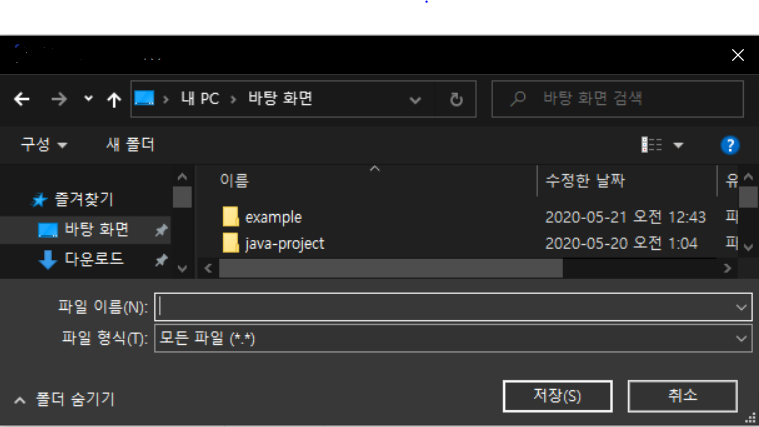 내 PC › 바탕 화면 바탕 화면 검색
구성 새 폴더
이름 수정한 날짜 유
즐겨찾기
example 2020-05-21 오전 12:43 파
바탕 화면
java-project 2020-05-20 오전 1:04 파
다운로드
파일 이름(N):
파일 형식(T): 모든 파일 (*.*)
폴더 숨기기 저장(S) 취소